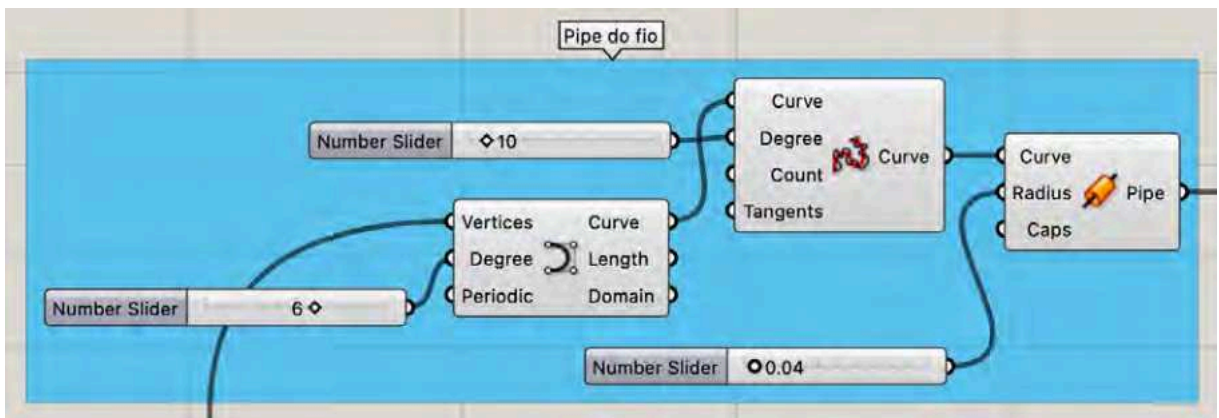 Pipe do fio
Number Slider 10
Curve
Degree
Count
Tangents
Curve
Curve
Radius
Caps
Pipe
Vertices
Degree
Periodic
Curve
Length
Domain
Number Slider 6
Number Slider 0.04